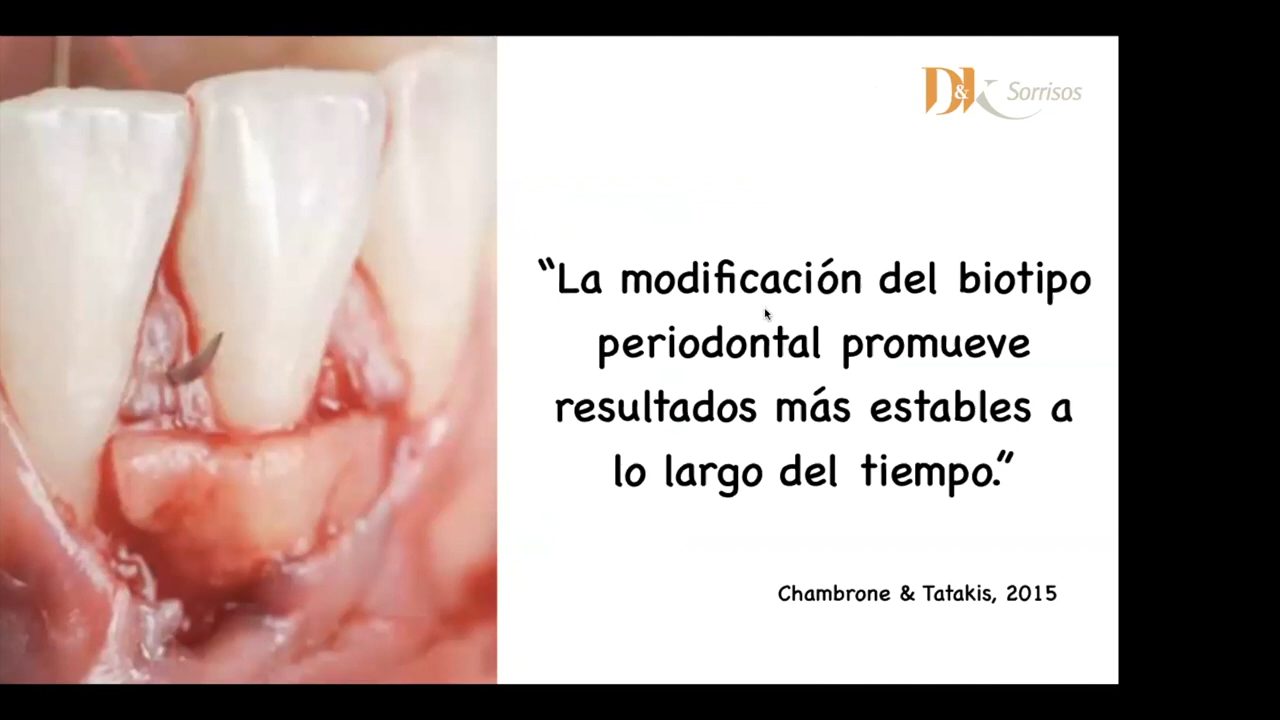 D&K Sorrisos
“La modificación del biotipo
periodontal promueve
resultados más estables a
lo largo del tiempo.”
Chambrone & Tatakis, 2015